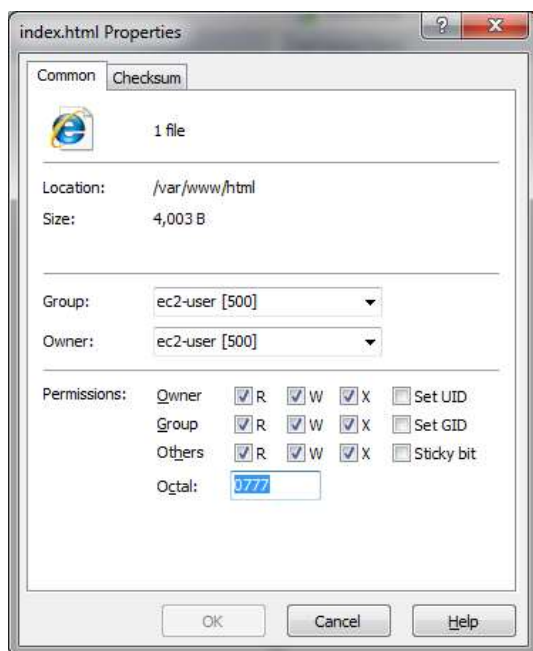 index.html Properties
Common Checksum
1 file
Location: /var/www/html
Size: 4,003 B
Group: ec2-user [500]
Owner: ec2-user [500]
Permissions: Owner R W X Set UID
Group R W X Set GID
Others R W X Sticky bit
Octal: 0777
OK Cancel Help